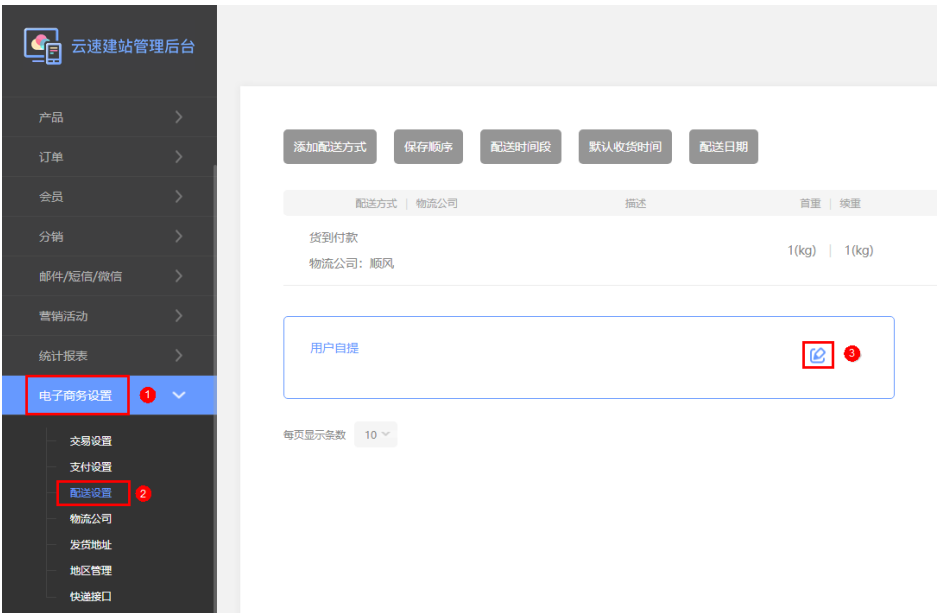 云速建站管理后台
产品
订单
会员
分销
邮件/短信/微信
营销活动
统计报表
电子商务设置 1
交易设置
支付设置
配送设置 2
物流公司
发货地址
地区管理
快递接口
添加配送方式 保存顺序 配送时间段 默认收货时间 配送日期
配送方式 | 物流公司 描述 首重 | 续重
货到付款
物流公司：顺风
1(kg) | 1(kg)
用户自提 3
每页显示条数 10